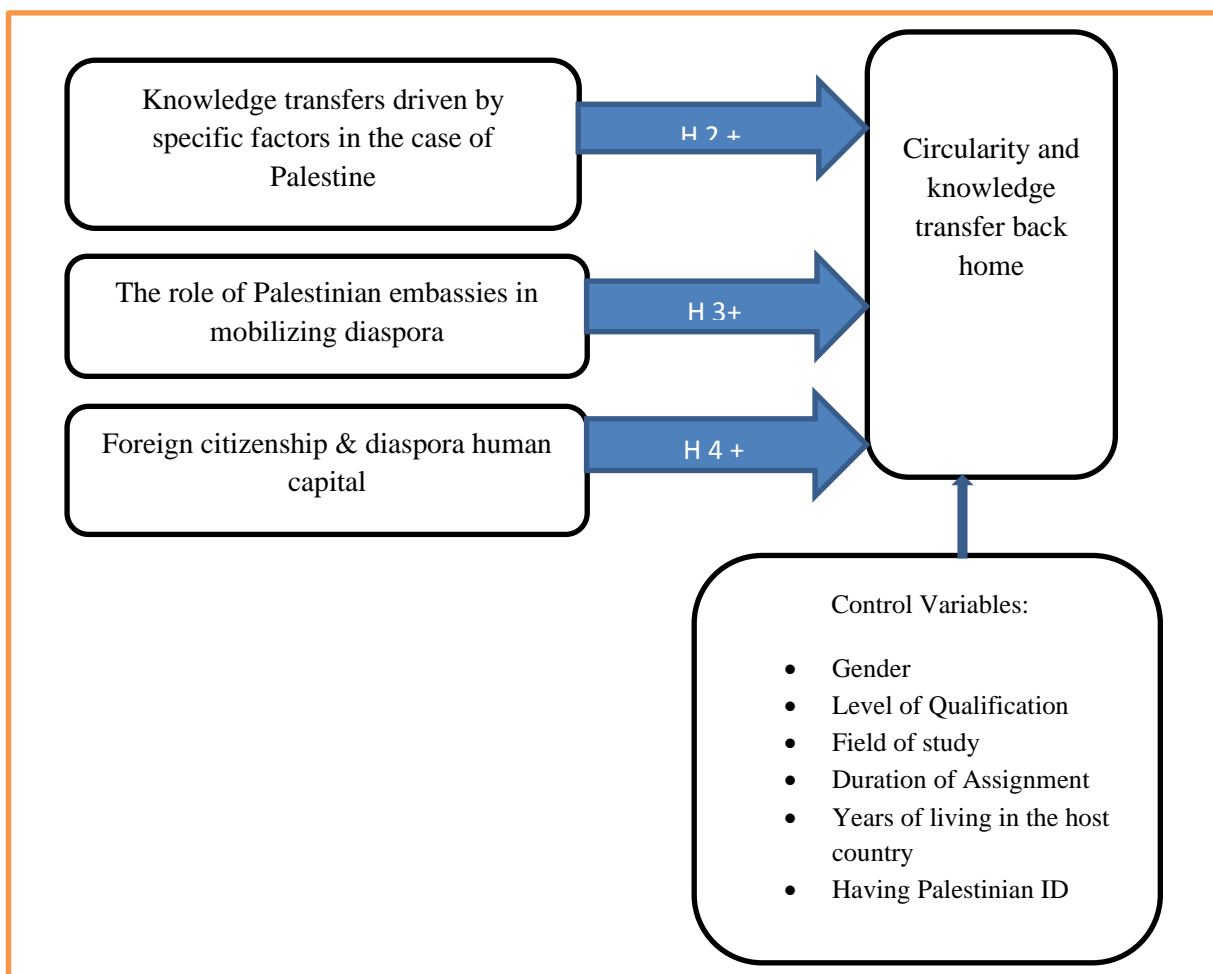 Knowledge transfers driven by
specific factors in the case of
Palestine
H 2 +
Circularity and
knowledge
transfer back
home
The role of Palestinian embassies in
mobilizing diaspora
H 3+
Foreign citizenship & diaspora human
capital
H 4 +
Control Variables:
• Gender
• Level of Qualification
• Field of study
• Duration of Assignment
• Years of living in the host
country
• Having Palestinian ID